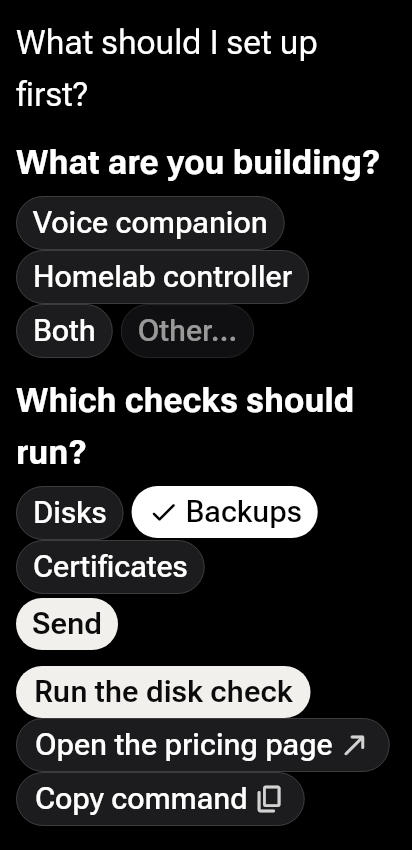 What should I set up
first?
What are you building?
Voice companion
Homelab controller
Both Other...
Which checks should
run?
Disks Backups
Certificates
Send
Run the disk check
Open the pricing page
Copy command